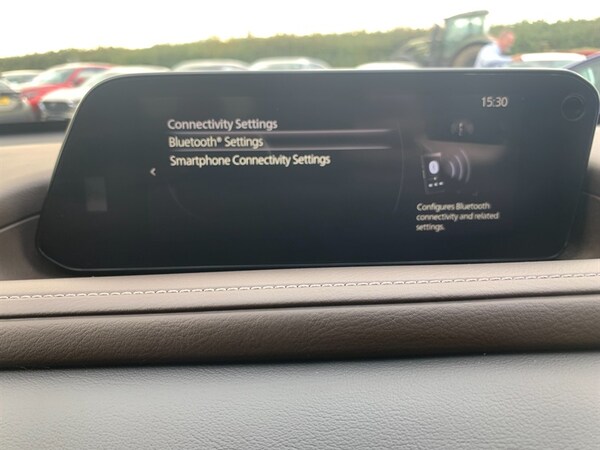 15:30
Connectivity Settings
Bluetooth® Settings
Smartphone Connectivity Settings
Configures Bluetooth
connectivity and related
settings.